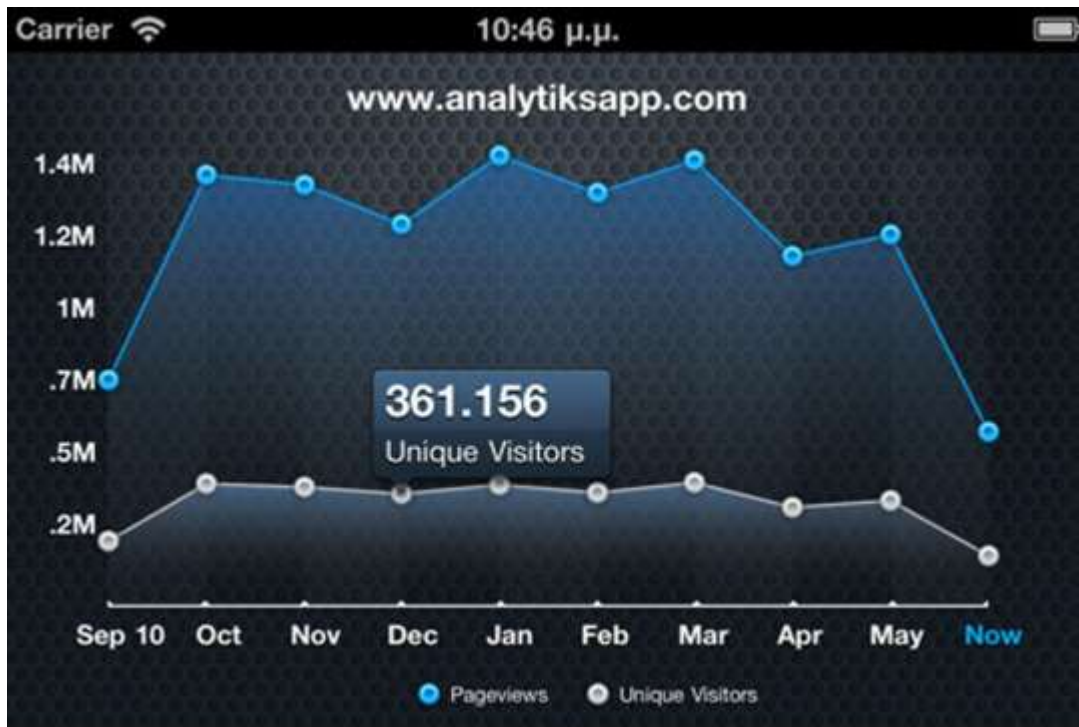 Carrier 10:46 μ.μ.
www.analytiksapp.com
1.4M
1.2M
1M
.7M
.5M
.2M
361.156
Unique Visitors
Sep 10 Oct Nov Dec Jan Feb Mar Apr May Now
Pageviews Unique Visitors